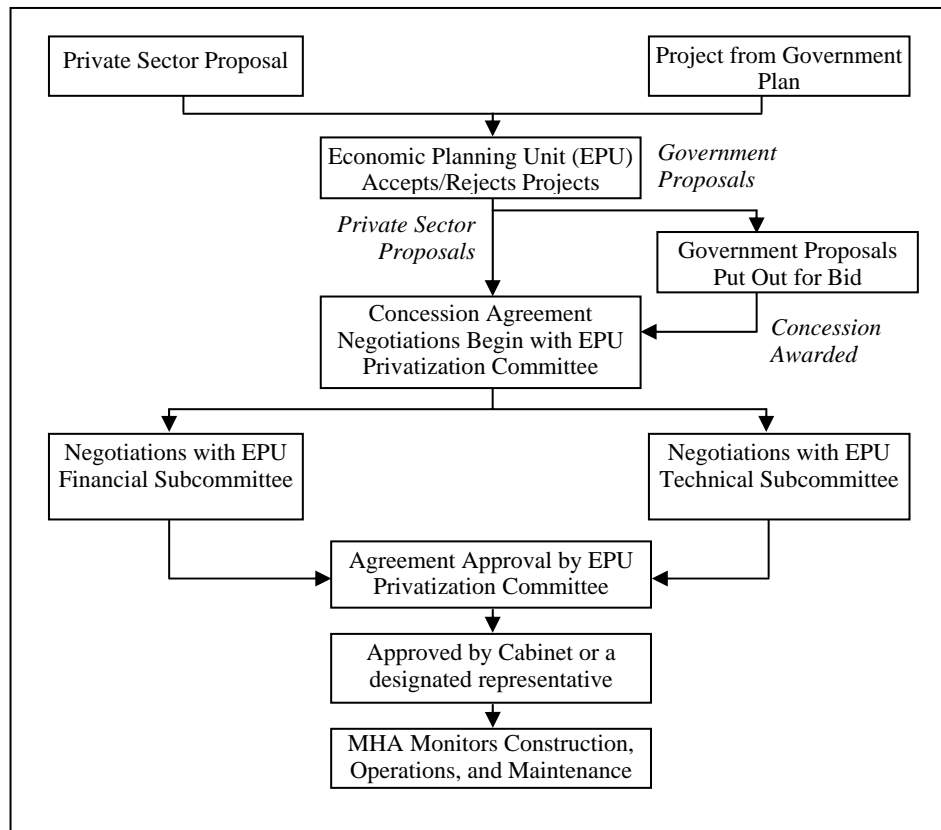 Private Sector Proposal
Project from Government
Plan
Economic Planning Unit (EPU)
Accepts/Rejects Projects
Government
Proposals
Private Sector
Proposals
Government Proposals
Put Out for Bid
Concession Agreement
Negotiations Begin with EPU
Privatization Committee
Concession
Awarded
Negotiations with EPU
Financial Subcommittee
Negotiations with EPU
Technical Subcommittee
Agreement Approval by EPU
Privatization Committee
Approved by Cabinet or a
designated representative
MHA Monitors Construction,
Operations, and Maintenance